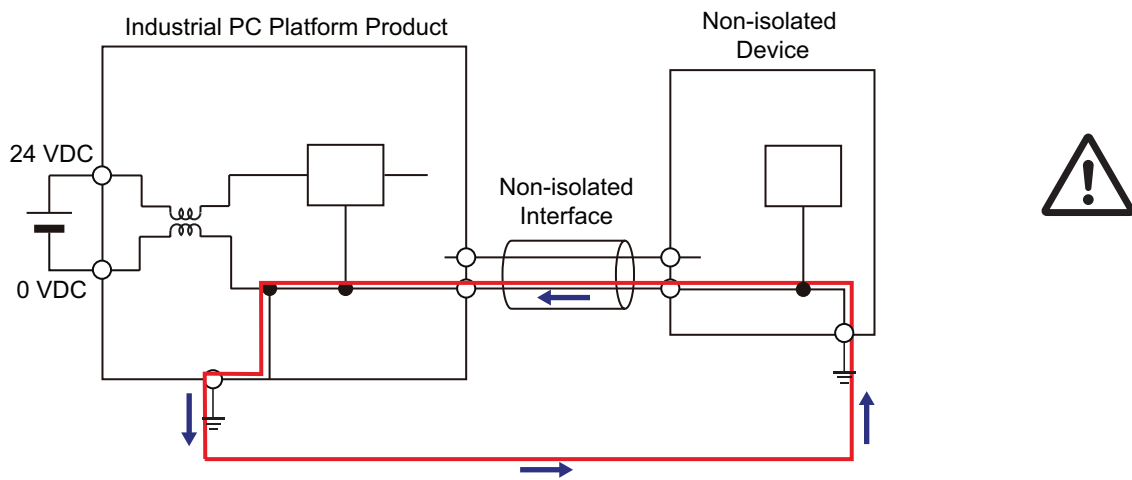 Industrial PC Platform Product
Non-isolated
Device
24 VDC
Non-isolated
Interface
0 VDC